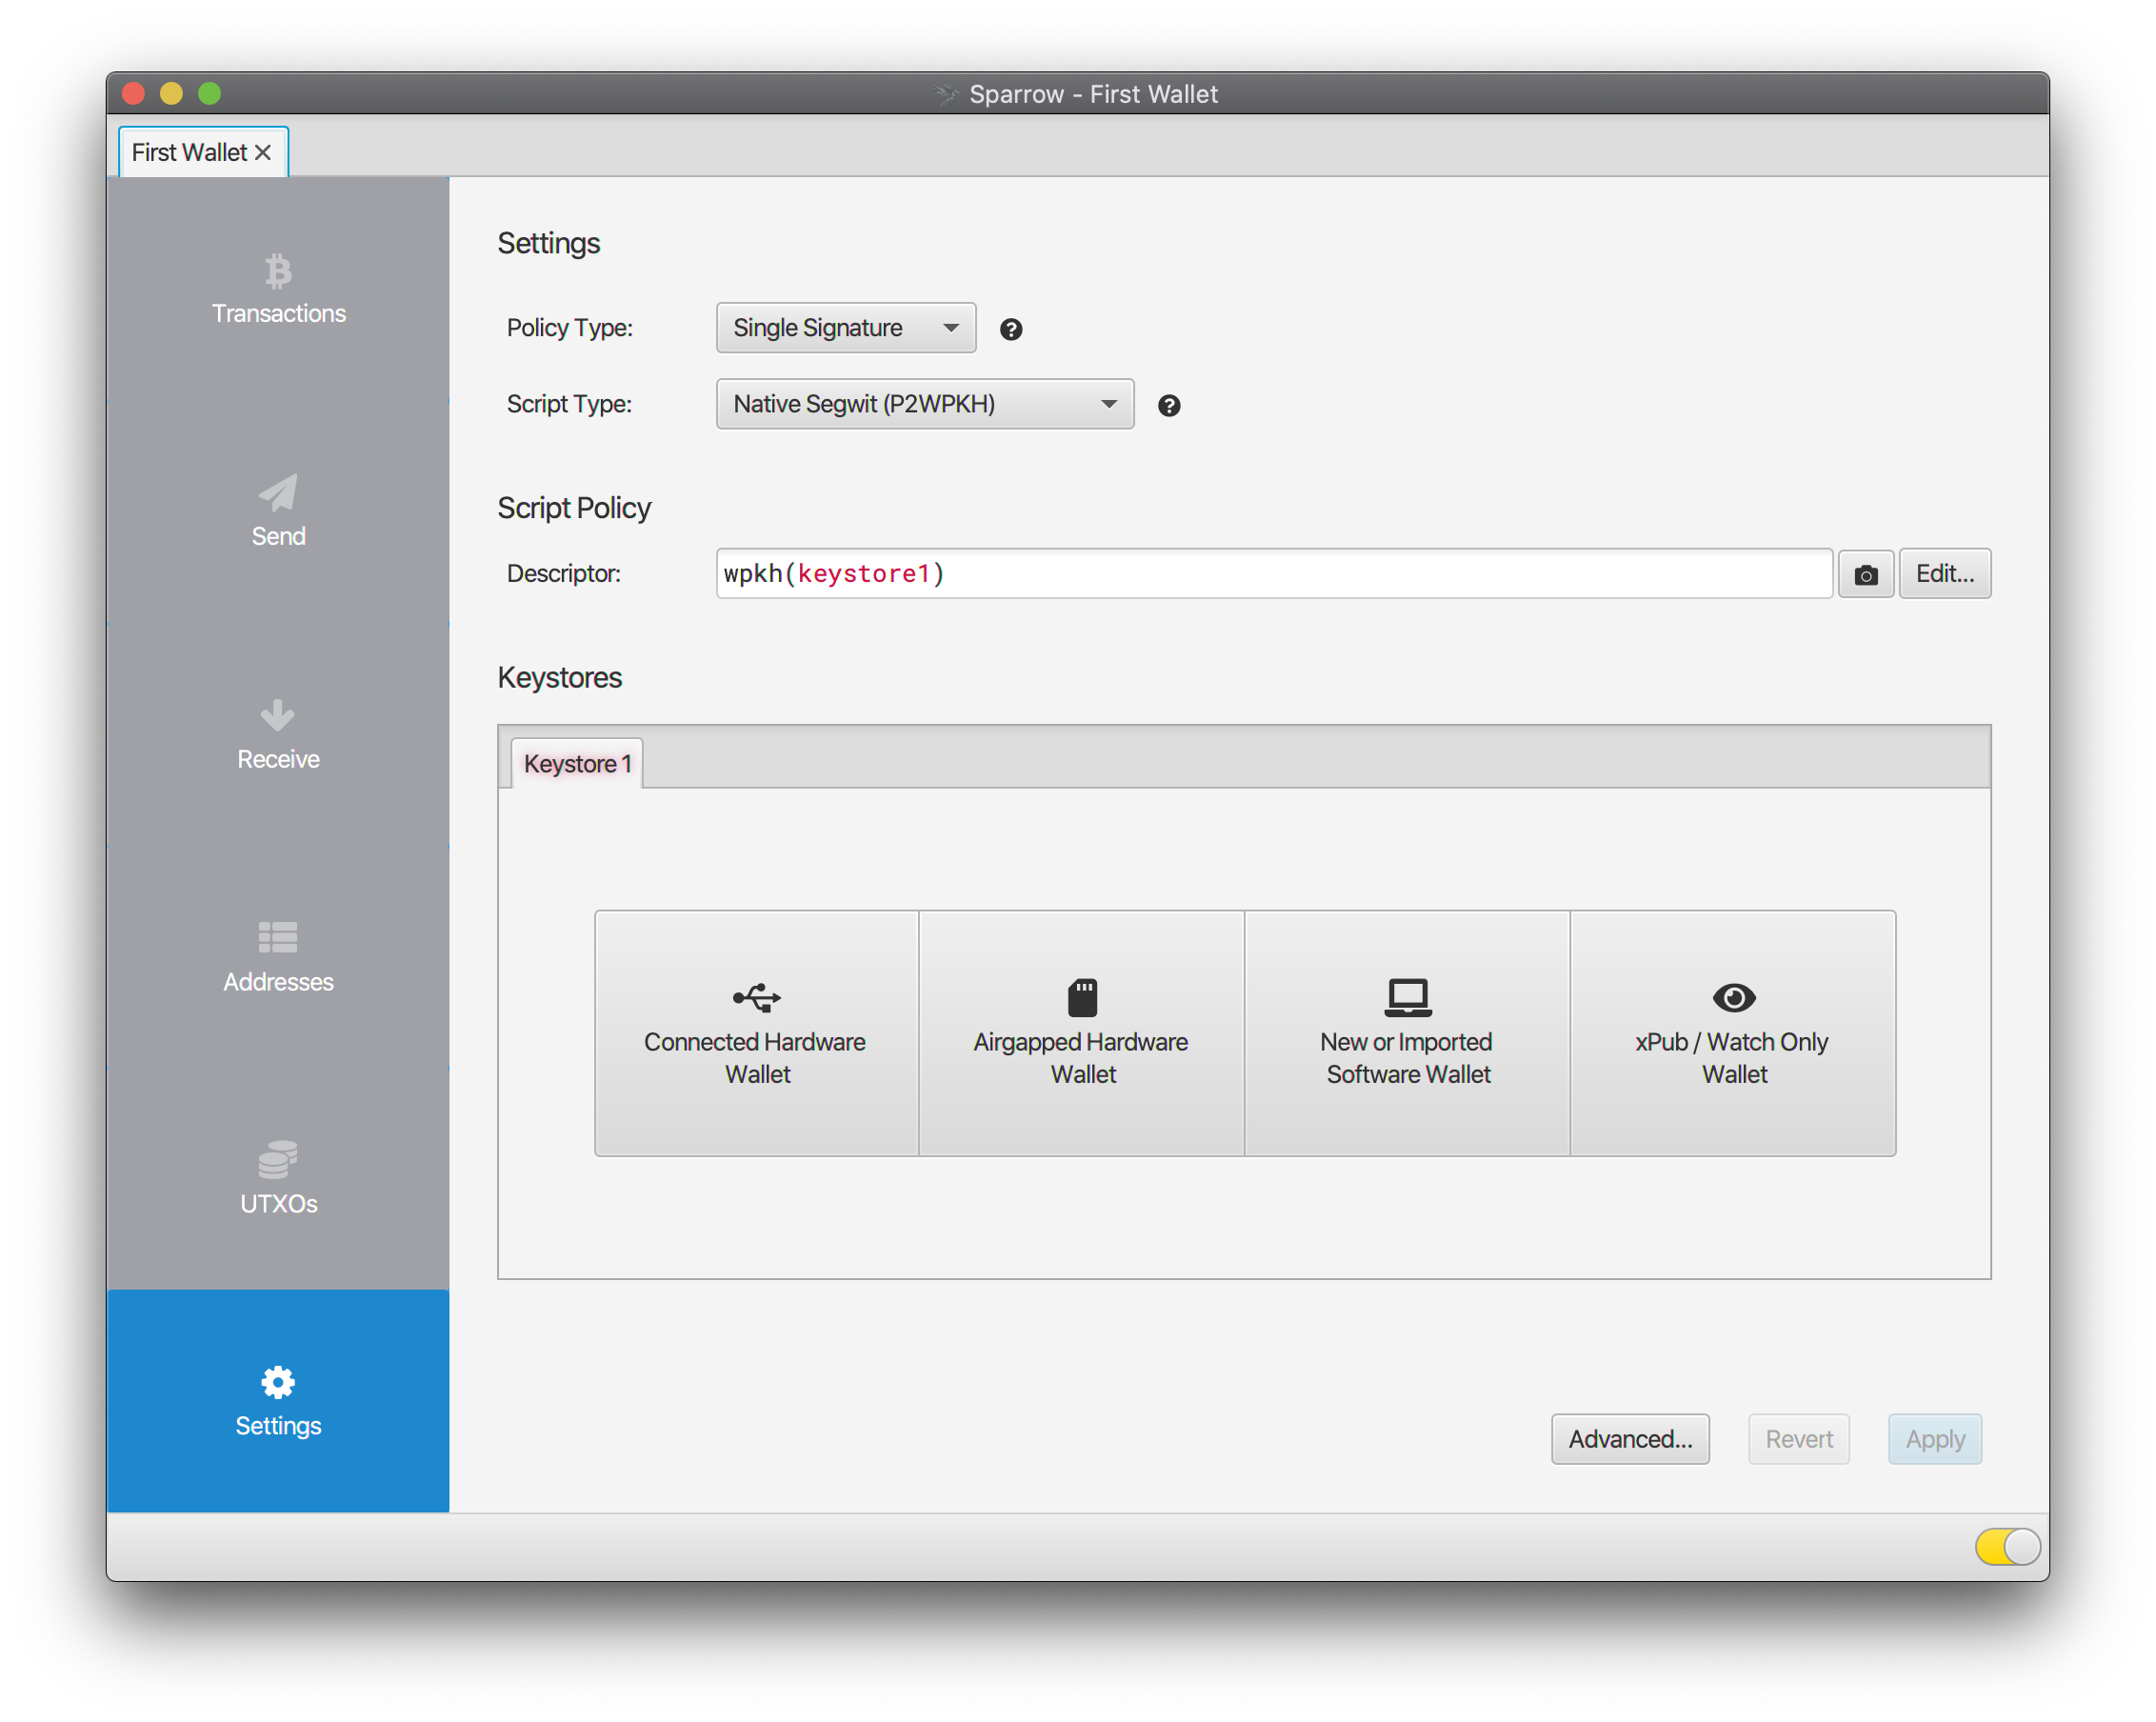 Sparrow - First Wallet
First Wallet
Transactions
Send
Receive
Addresses
UTXOs
Settings
Settings
Policy Type: Single Signature
Script Type: Native Segwit (P2WPKH)
Script Policy
Descriptor: wpkh(keystore1) Edit...
Keystores
Keystore 1
Connected Hardware
Wallet
Airgapped Hardware
Wallet
New or Imported
Software Wallet
xPub / Watch Only
Wallet
Advanced... Revert Apply